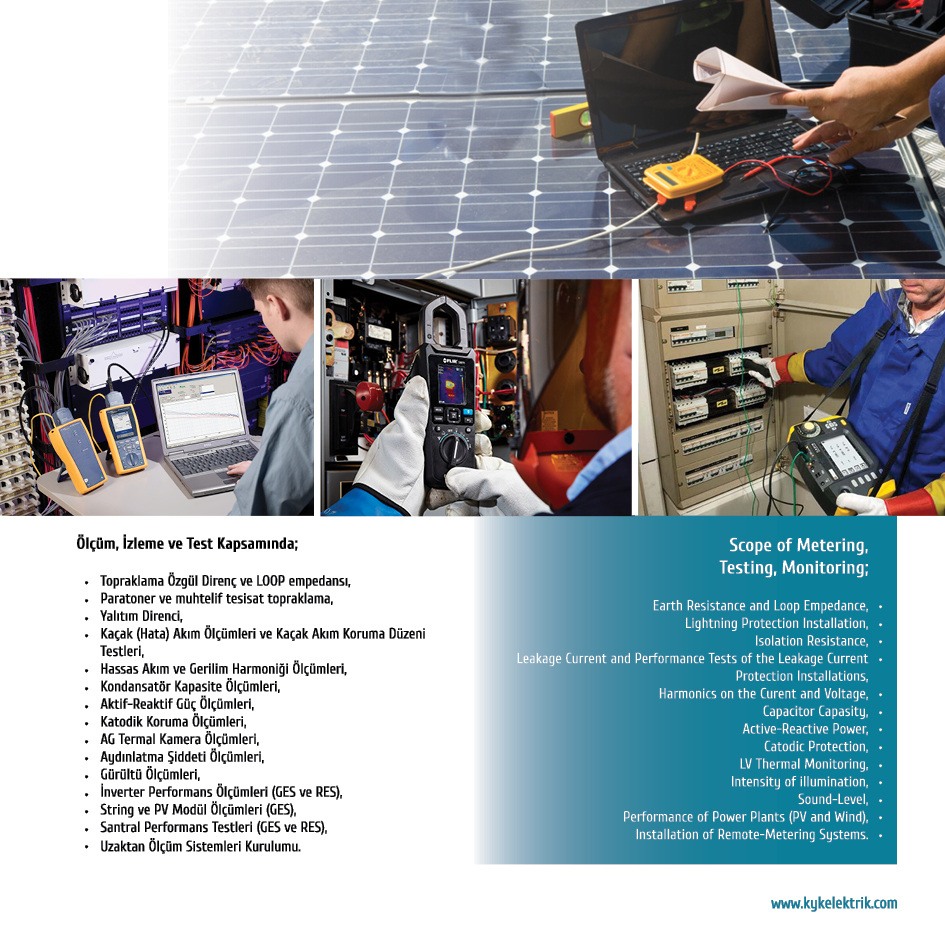 FLIR
Ölçüm, İzleme ve Test Kapsamında;
• Topraklama Özgül Direnç ve LOOP empedansı,
• Paratoner ve muhtelif tesisat topraklama,
• Yalıtım Direnci,
• Kaçak (Hata) Akım Ölçümleri ve Kaçak Akım Koruma Düzeni
Testleri,
• Hassas Akım ve Gerilim Harmoniği Ölçümleri,
• Kondansatör Kapasite Ölçümleri,
• Aktif-Reaktif Güç Ölçümleri,
• Katodik Koruma Ölçümleri,
• AG Termal Kamera Ölçümleri,
• Aydınlatma Şiddeti Ölçümleri,
• Gürültü Ölçümleri,
• İnverter Performans Ölçümleri (GES ve RES),
• String ve PV Modül Ölçümleri (GES),
• Santral Performans Testleri (GES ve RES),
• Uzaktan Ölçüm Sistemleri Kurulumu.
Scope of Metering,
Testing, Monitoring;
Earth Resistance and Loop Empedance, •
Lightning Protection Installation, •
Isolation Resistance, •
Leakage Current and Performance Tests of the Leakage Current •
Protection Installations,
Harmonics on the Curent and Voltage, •
Capacitor Capasity, •
Active-Reactive Power, •
Catodic Protection, •
LV Thermal Monitoring, •
Intensity of illumination, •
Sound-Level, •
Performance of Power Plants (PV and Wind), •
Installation of Remote-Metering Systems. •
www.kykelektrik.com